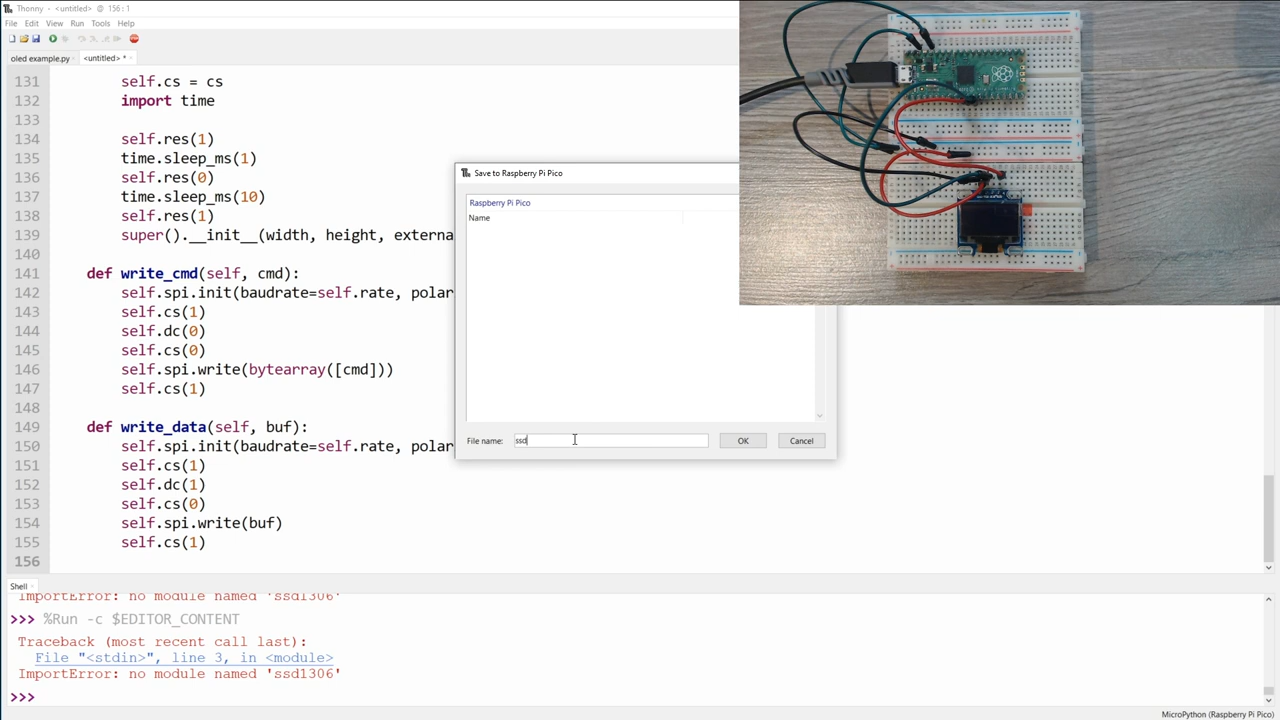 Thonny - <untitled> @ 156:1
File Edit View Run Tools Help
oled example.py
<untitled> *
131 self.cs = cs
132 import time
133
134 self.res(1)
135 time.sleep_ms(1)
136 self.res(0)
137 time.sleep_ms(10)
138 self.res(1)
139 super().__init__(width, height, externa
140
141 def write_cmd(self, cmd):
142 self.spi.init(baudrate=self.rate, polar
143 self.cs(1)
144 self.dc(0)
145 self.cs(0)
146 self.spi.write(bytearray([cmd]))
147 self.cs(1)
148
149 def write_data(self, buf):
150 self.spi.init(baudrate=self.rate, polar
151 self.cs(1)
152 self.dc(1)
153 self.cs(0)
154 self.spi.write(buf)
155 self.cs(1)
156
Save to Raspberry Pi Pico
Raspberry Pi Pico
Name
File name: ssd
OK
Cancel
Shell
ImportError: no module named 'ssd1306'
>>> %Run -c $EDITOR_CONTENT
Traceback (most recent call last):
File "<stdin>", line 3, in <module>
ImportError: no module named 'ssd1306'
>>>
MicroPython (Raspberry Pi Pico)